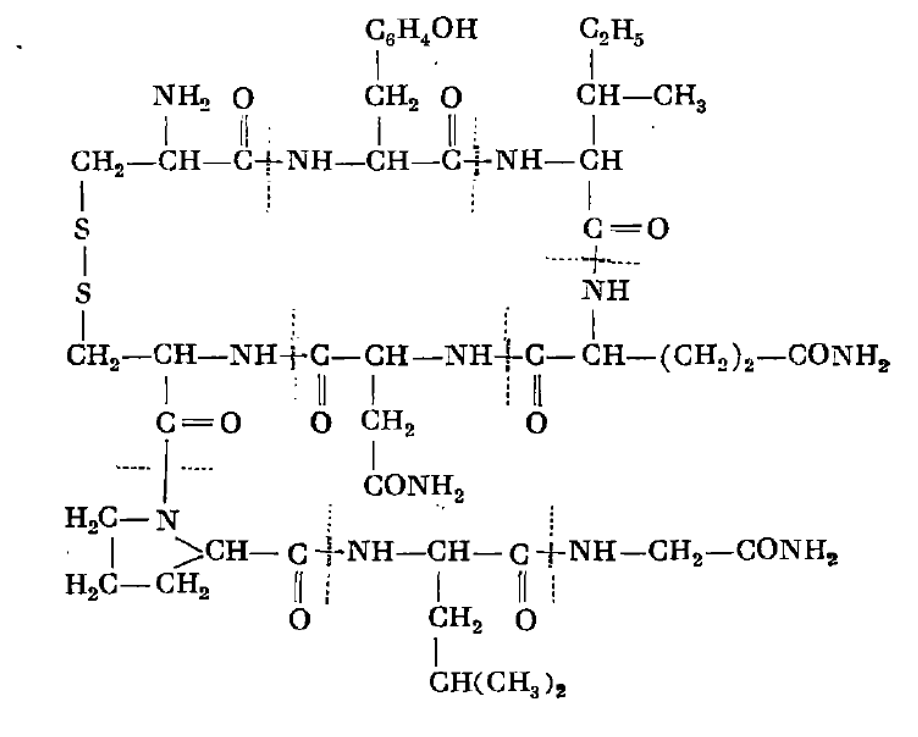 C₆H₄OH C₂H₅
NH₂ O CH₂ O CH—CH₃
CH₂—CH—C—NH—CH—C—NH—CH
S C=O
S NH
CH₂—CH—NH—C—CH—NH—C—CH—(CH₂)₂—CONH₂
C=O O CH₂ O
CONH₂
H₂C—N
CH—C—NH—CH—C—NH—CH₂—CONH₂
H₂C—CH₂
O CH₂ O
CH(CH₃)₂